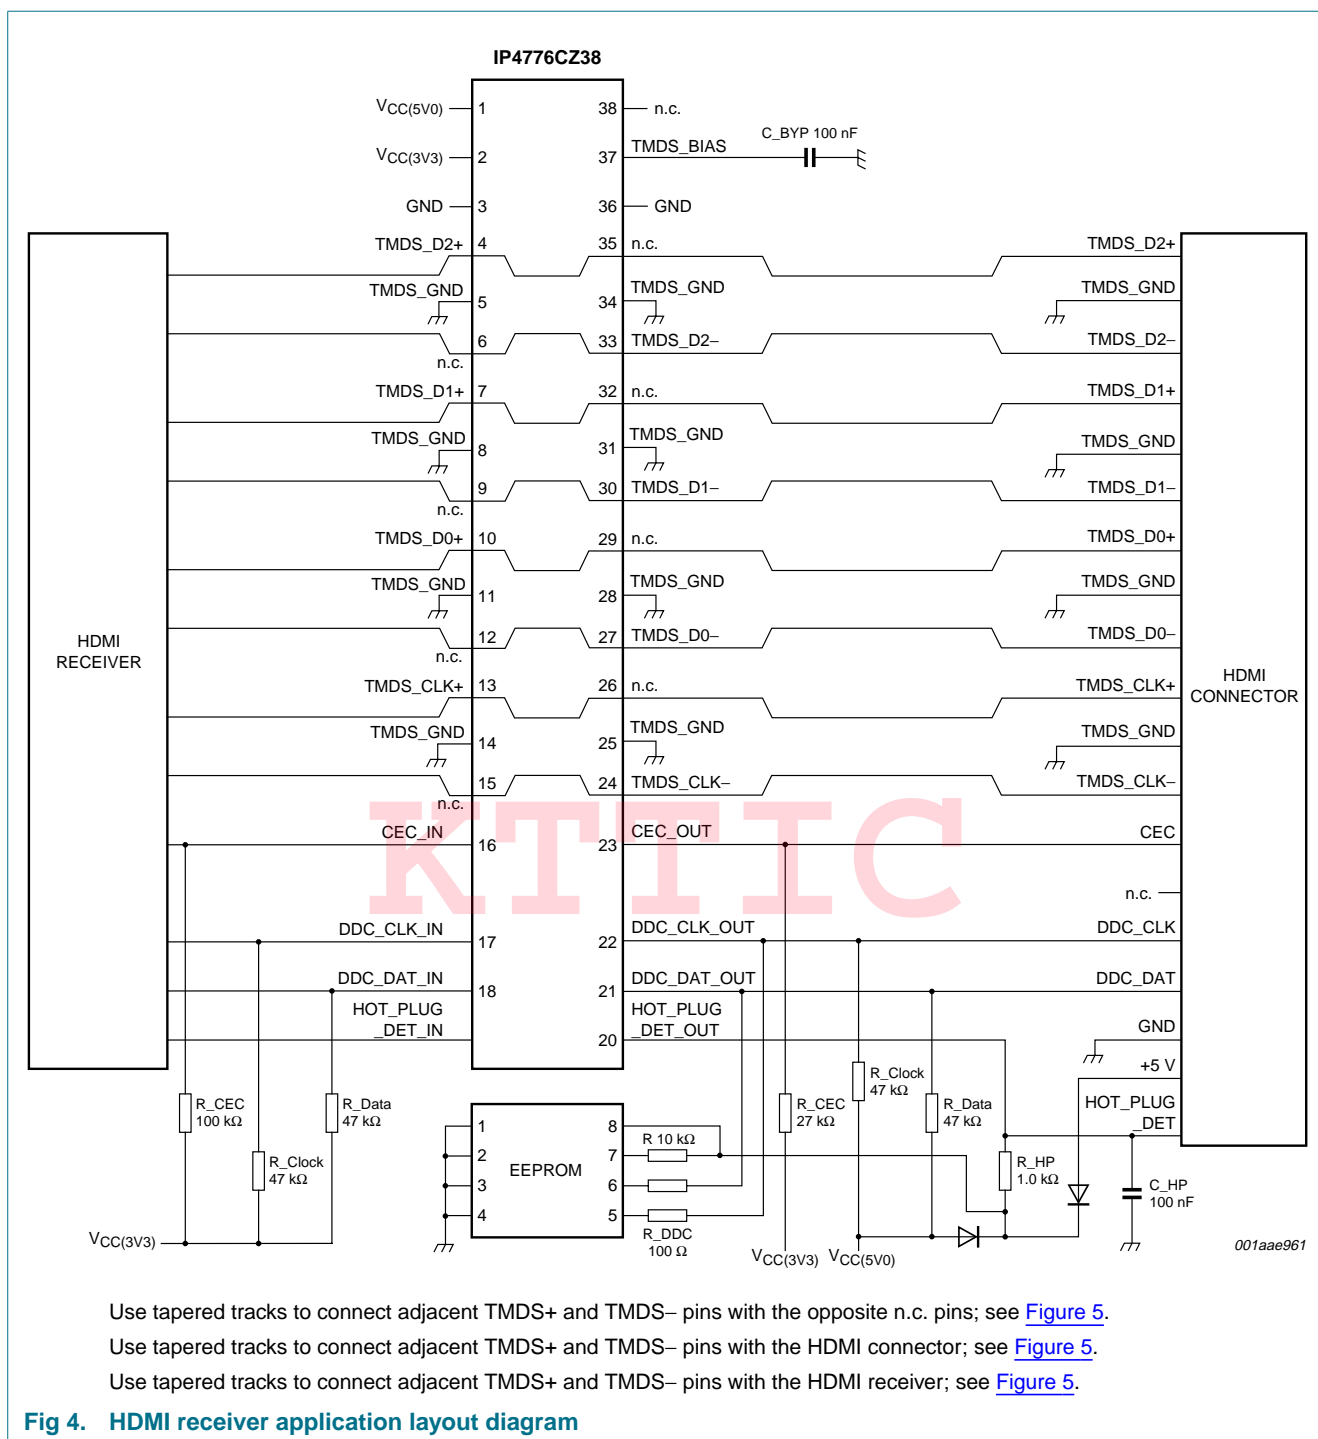 IP4776CZ38
VCC(5V0) 1 38 n.c.
C_BYP 100 nF
VCC(3V3) 2 37 TMDS_BIAS
GND 3 36 GND
TMDS_D2+ 4 35 n.c. TMDS_D2+
TMDS_GND 5 34 TMDS_GND TMDS_GND
6 33 TMDS_D2− TMDS_D2−
n.c.
TMDS_D1+ 7 32 n.c. TMDS_D1+
TMDS_GND 8 31 TMDS_GND TMDS_GND
9 30 TMDS_D1− TMDS_D1−
n.c.
TMDS_D0+ 10 29 n.c. TMDS_D0+
TMDS_GND 11 28 TMDS_GND TMDS_GND
12 27 TMDS_D0− TMDS_D0−
n.c.
HDMI
RECEIVER
HDMI
CONNECTOR
TMDS_CLK+ 13 26 n.c. TMDS_CLK+
TMDS_GND 14 25 TMDS_GND TMDS_GND
15 24 TMDS_CLK− TMDS_CLK−
n.c.
KTTIC
CEC_IN 16 23 CEC_OUT CEC
n.c.
DDC_CLK_IN 17 22 DDC_CLK_OUT DDC_CLK
DDC_DAT_IN 18 21 DDC_DAT_OUT DDC_DAT
HOT_PLUG
_DET_IN
20 HOT_PLUG
_DET_OUT
GND
+5 V
HOT_PLUG
_DET
R_CEC
100 kΩ
R_Data
47 kΩ
R_Clock
47 kΩ
VCC(3V3)
1 8
2 7
3 6
4 5
EEPROM
R 10 kΩ
R_DDC
100 Ω
R_CEC
27 kΩ
R_Clock
47 kΩ
R_Data
47 kΩ
R_HP
1.0 kΩ
C_HP
100 nF
VCC(3V3) VCC(5V0)
001aae961
Use tapered tracks to connect adjacent TMDS+ and TMDS− pins with the opposite n.c. pins; see Figure 5.
Use tapered tracks to connect adjacent TMDS+ and TMDS− pins with the HDMI connector; see Figure 5.
Use tapered tracks to connect adjacent TMDS+ and TMDS− pins with the HDMI receiver; see Figure 5.
Fig 4. HDMI receiver application layout diagram